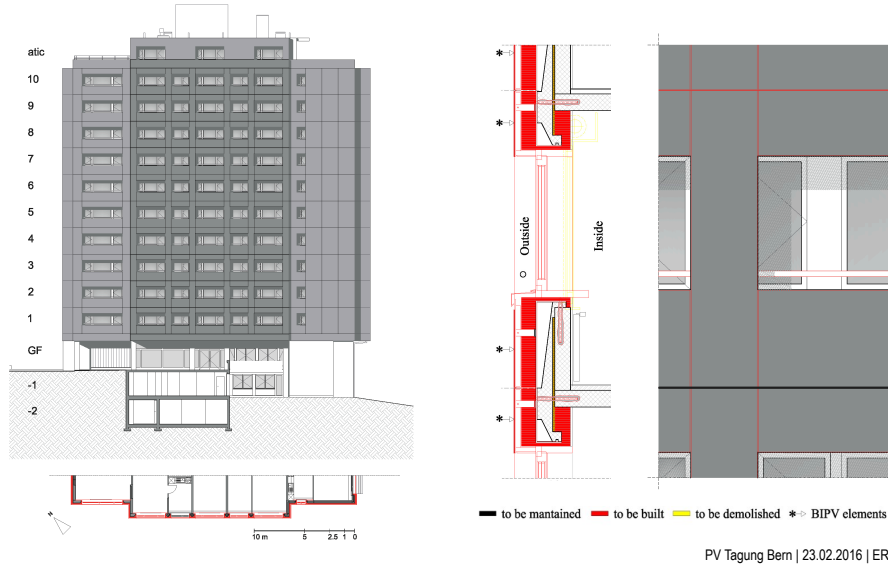 atic
10
9
8
7
6
5
4
3
2
1
GF
-1
-2
N
10 m 5 2.5 1 0
*
*
Outside
Inside
*
*
to be mantained to be built to be demolished * BIPV elements
PV Tagung Bern | 23.02.2016 | ER